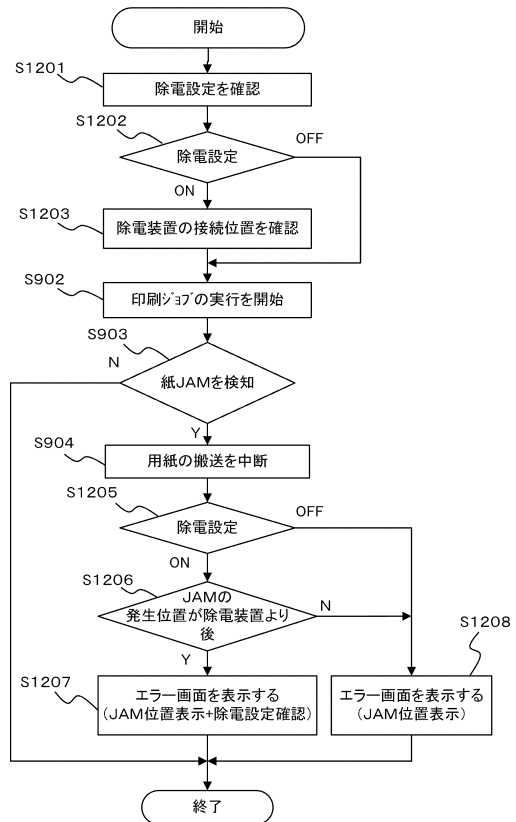 開始
S1201
除電設定を確認
S1202
除電設定
OFF
ON
S1203
除電装置の接続位置を確認
S902
印刷ｼﾞｮﾌﾞの実行を開始
S903
N
紙JAMを検知
Y
S904
用紙の搬送を中断
S1205
除電設定
OFF
ON
S1206
JAMの
発生位置が除電装置より
後
N
Y
S1207
エラー画面を表示する
(JAM位置表示+除電設定確認)
S1208
エラー画面を表示する
(JAM位置表示)
終了